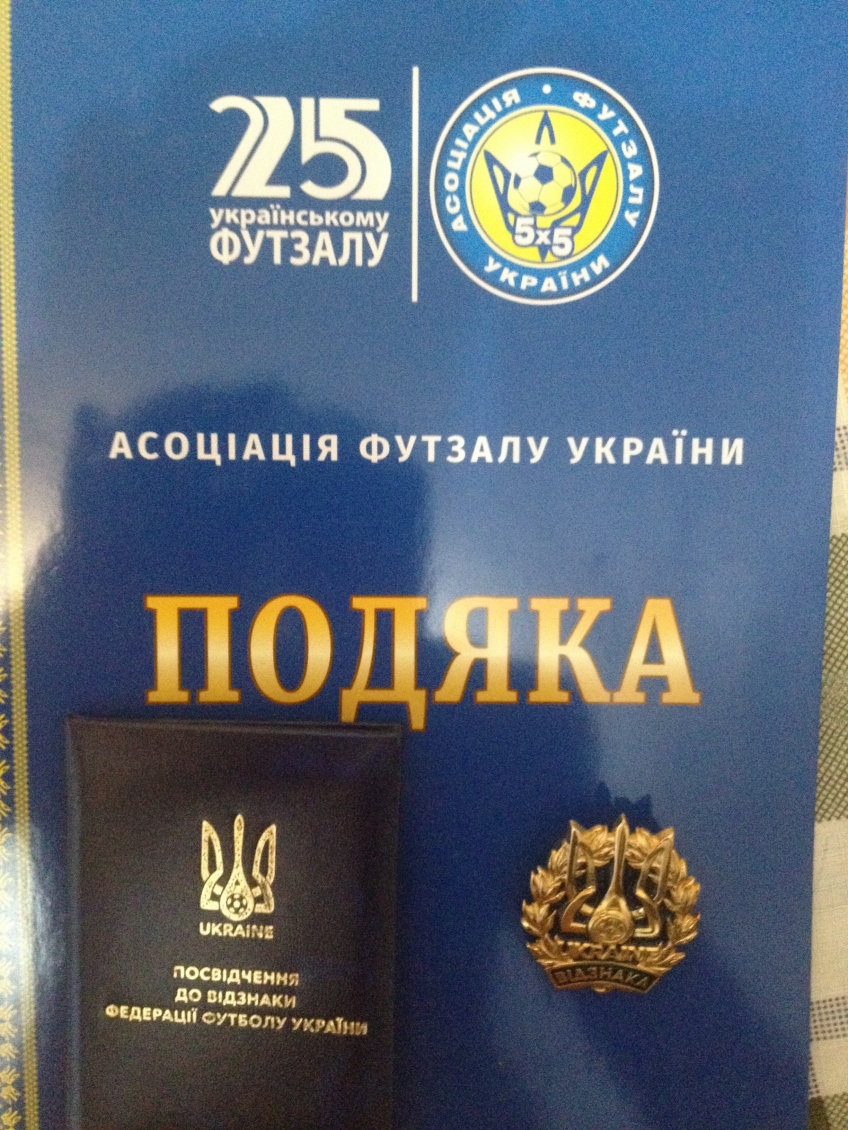 25
українському
ФУТЗАЛУ
АСОЦІАЦІЯ • ФУТЗАЛУ
УКРАЇНИ
5х5
АСОЦІАЦІЯ ФУТЗАЛУ УКРАЇНИ
ПОДЯКА
UKRAINE
ПОСВІДЧЕННЯ
ДО ВІДЗНАКИ
ФЕДЕРАЦІЇ ФУТБОЛУ УКРАЇНИ
UKRAINE
ВІДЗНАКА